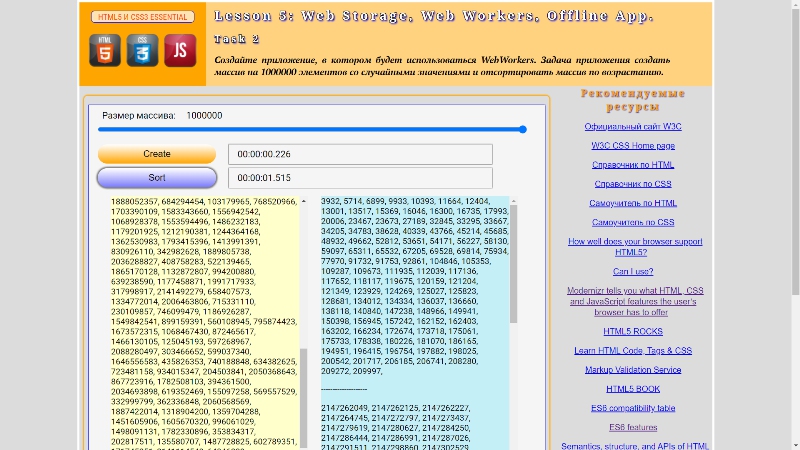 HTML5 И CSS3 ESSENTIAL
HTML
CSS
JS
Lesson 5: Web Storage, Web Workers, Offline App.
Task 2
Создайте приложение, в котором будет использоваться WebWorkers. Задача приложения создать
массив на 1000000 элементов со случайными значениями и отсортировать массив по возрастанию.
Размер массива: 1000000
Create 00:00:00.226
Sort 00:00:01.515
1888052357, 684294454, 103179965, 768520966,
1703390109, 1583343660, 1556942542,
1068928378, 1553594496, 1486232183,
1179201925, 1212190381, 1244364168,
1362530983, 1793415396, 1413991391,
830926110, 342982628, 1889805738,
2036288827, 408758283, 522139465,
1865170128, 1132872807, 994200880,
639238590, 1177458871, 1991717933,
317998917, 2141492279, 658407573,
1334772014, 2006463806, 715331110,
230109857, 746099479, 1186926287,
1549842541, 899159391, 560108945, 795874423,
1673572315, 1068467430, 872465617,
1466130105, 125045193, 597268967,
2088280497, 303466652, 599037340,
1646556583, 435826353, 740188848, 634382625,
723481158, 934015347, 204503841, 2050368643,
867723916, 1782508103, 394361500,
2034693898, 619352469, 155097258, 569557529,
332999799, 362336848, 2060568569,
1887422014, 1318904200, 1359704288,
1451605906, 1605670320, 996061029,
1498091131, 1782330896, 353834317,
202817511, 135580707, 1487728825, 602789351,
3932, 5714, 6899, 9933, 10393, 11664, 12404,
13001, 13517, 15369, 16046, 16300, 16735, 17993,
20006, 23467, 23673, 27189, 32845, 33295, 33667,
34205, 34783, 38628, 40339, 43766, 45214, 45685,
48932, 49662, 52812, 53651, 54171, 56227, 58130,
59097, 65311, 65532, 67205, 69528, 69814, 75934,
77970, 91732, 91753, 92861, 104846, 105353,
109287, 109673, 111935, 112039, 117136,
117652, 118117, 119675, 120159, 121204,
121349, 123929, 124269, 125027, 125823,
128681, 134012, 134334, 136037, 136660,
138118, 140840, 147238, 148966, 149941,
150398, 156945, 157242, 162152, 162403,
163202, 166234, 172674, 173718, 175061,
175733, 178338, 180226, 181070, 186165,
194951, 196415, 196754, 197882, 198025,
200542, 201717, 206185, 206741, 208280,
209272, 209997,
--------------------
2147262049, 2147262125, 2147262227,
2147264745, 2147272797, 2147273437,
2147279619, 2147280627, 2147284250,
2147286444, 2147286991, 2147287026,
2147291511, 2147298860, 2147302529,
Рекомендуемые
ресурсы
Официальный сайт W3C
W3C CSS Home page
Справочник по HTML
Справочник по CSS
Самоучитель по HTML
Самоучитель по CSS
How well does your browser support
HTML5?
Can I use?
Modernizr tells you what HTML, CSS
and JavaScript features the user's
browser has to offer
HTML5 ROCKS
Learn HTML Code, Tags & CSS
Markup Validation Service
HTML5 BOOK
ES6 compatibility table
ES6 features
Semantics, structure, and APIs of HTML